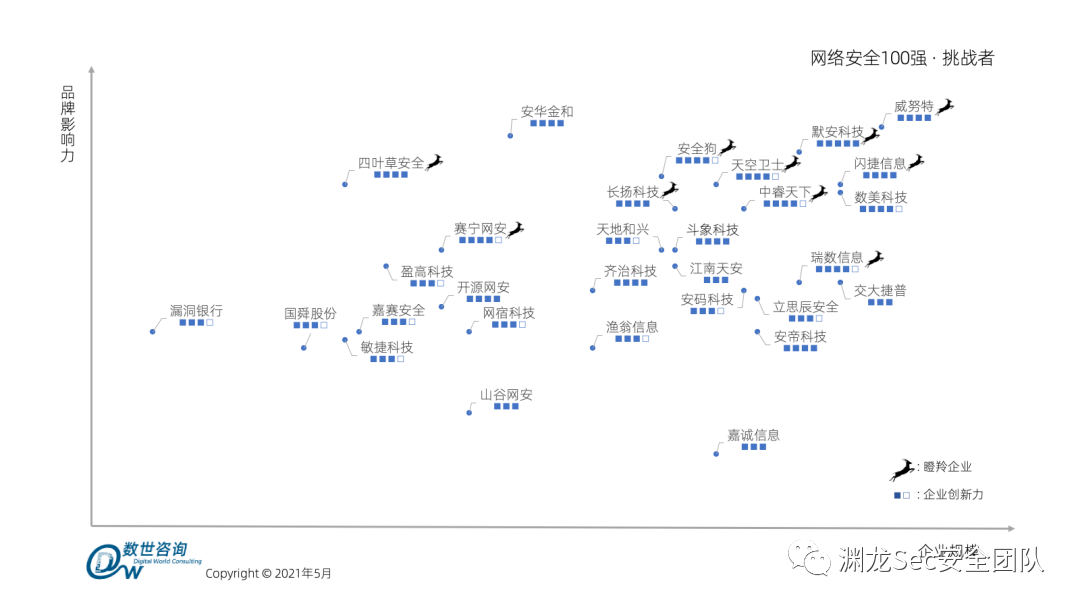 网络安全100强 · 挑战者
品牌影响力
威努特
安华金和
默安科技
安全狗
四叶草安全
天空卫士
闪捷信息
长扬科技
中睿天下
数美科技
赛宁网安
天地和兴
斗象科技
瑞数信息
盈高科技
齐治科技
江南天安
开源网安
安码科技
交大捷普
漏洞银行
国舜股份
嘉赛安全
网宿科技
立思辰安全
渔翁信息
安帝科技
敏捷科技
山谷网安
嘉诚信息
: 瞪羚企业
: 企业创新力
企业规模
数世咨询
Digital World Consulting
Copyright © 2021年5月
渊龙Sec安全团队